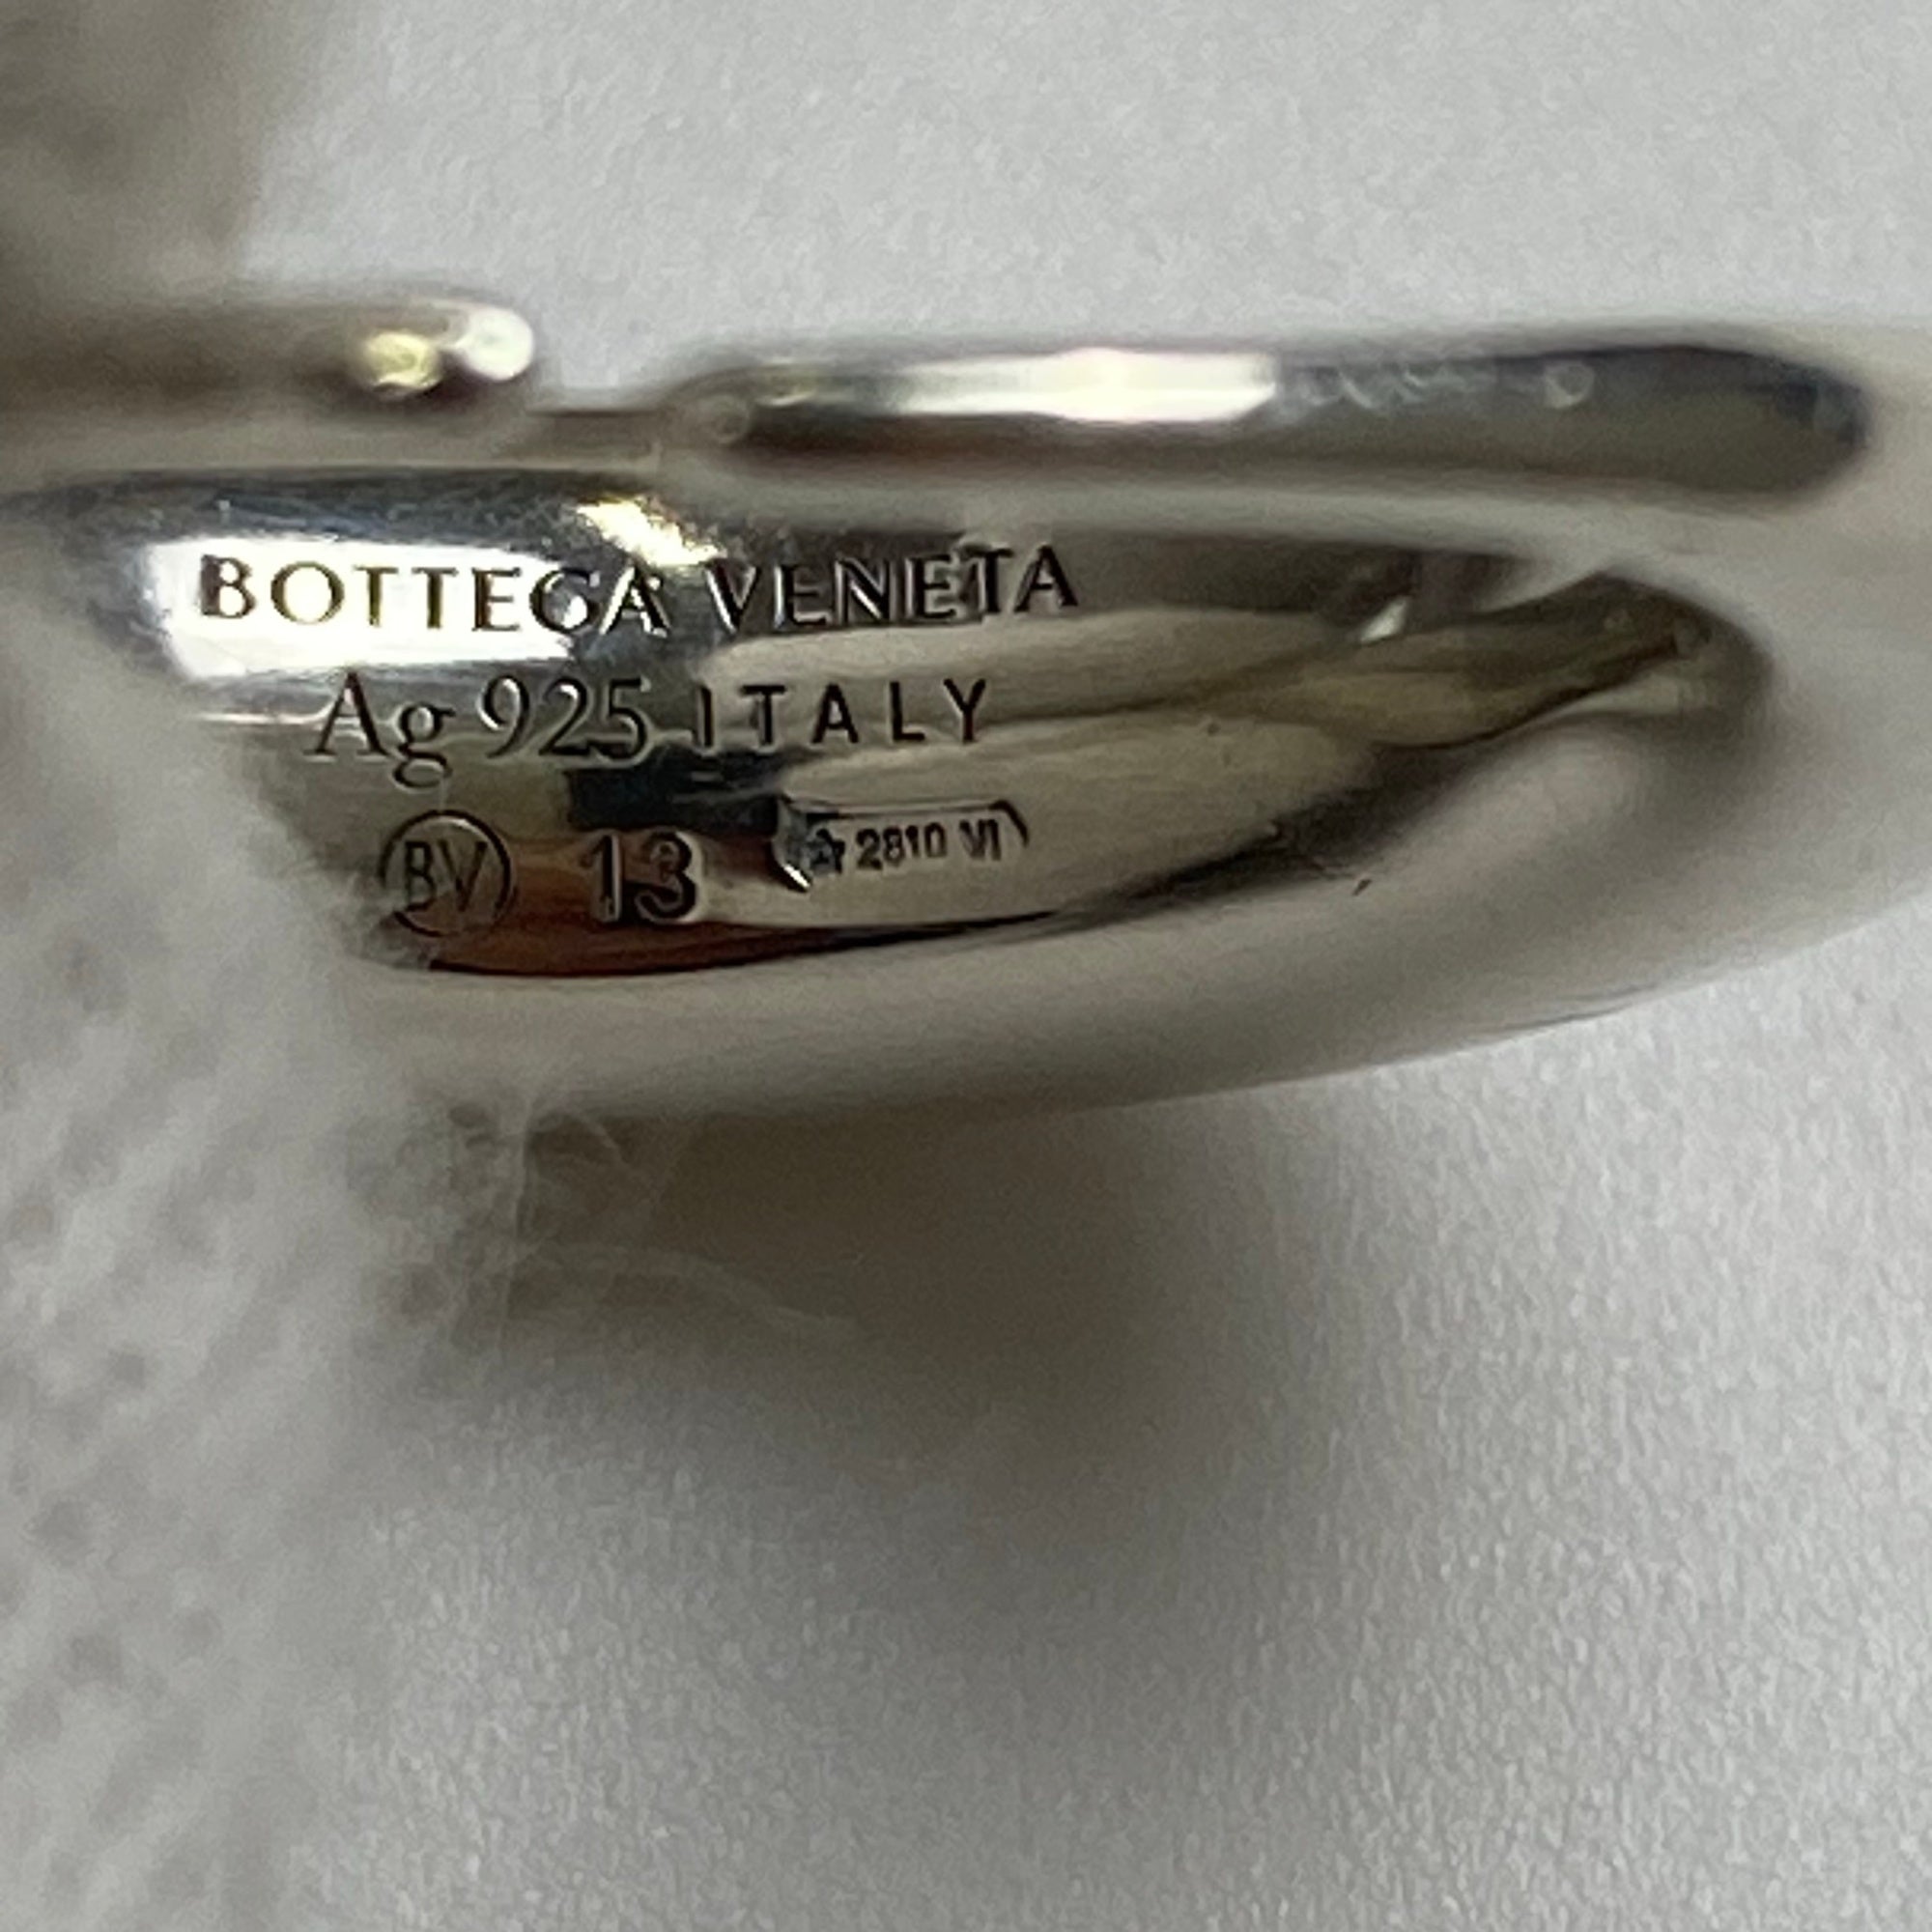 BOTTEGA VENETA
Ag 925 ITALY
BV 13 ☆ 2810 VI